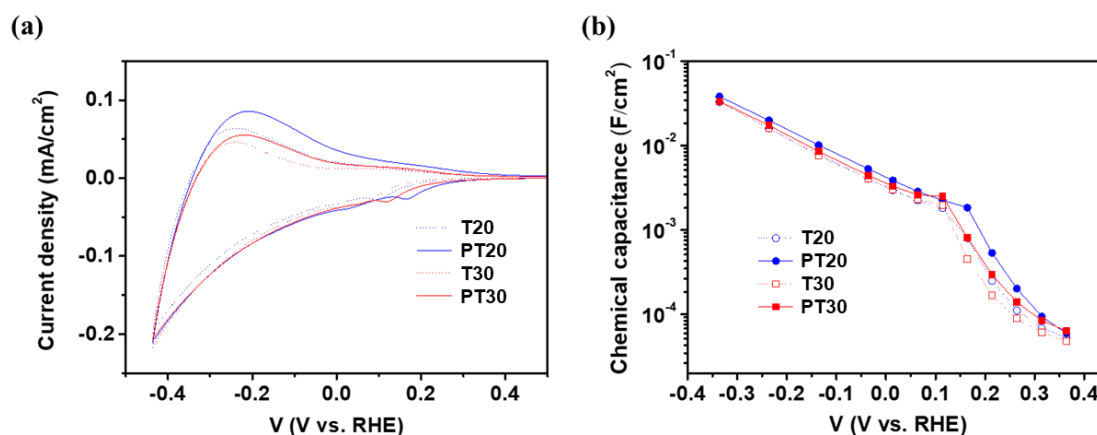 (a)
Current density (mA/cm²)
0.1
0.0
-0.1
-0.2
-0.4
-0.2
0.0
0.2
0.4
V (V vs. RHE)
T20
PT20
T30
PT30
(b)
Chemical capacitance (F/cm²)
10⁻¹
10⁻²
10⁻³
10⁻⁴
-0.4
-0.3
-0.2
-0.1
0.0
0.1
0.2
0.3
0.4
V (V vs. RHE)
T20
PT20
T30
PT30